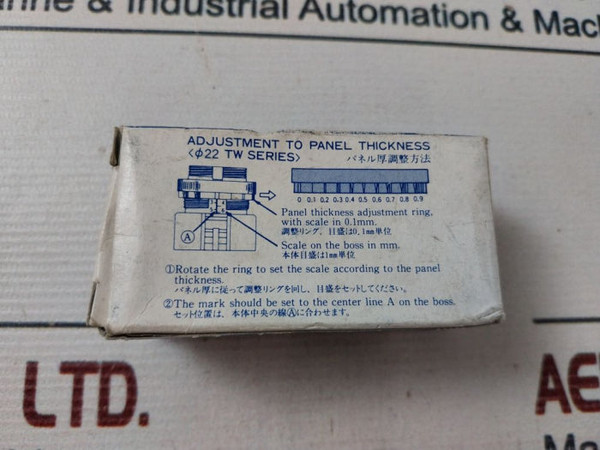 & Industrial Automation & Mac
ADJUSTMENT TO PANEL THICKNESS
〈φ22 TW SERIES〉 パネル厚調整方法
0 0.1 0.2 0.3 0.4 0.5 0.6 0.7 0.8 0.9
Panel thickness adjustment ring,
with scale in 0.1mm.
調整リング、目盛は0.1mm単位
A
Scale on the boss in mm.
本体目盛は1mm単位
①Rotate the ring to set the scale according to the panel
thickness.
パネル厚に従って調整リングを回し、目盛をセットしてください。
②The mark should be set to the center line A on the boss.
セット位置は、本体中央の線Ⓐに合わせます。
LTD.
AE
Ma